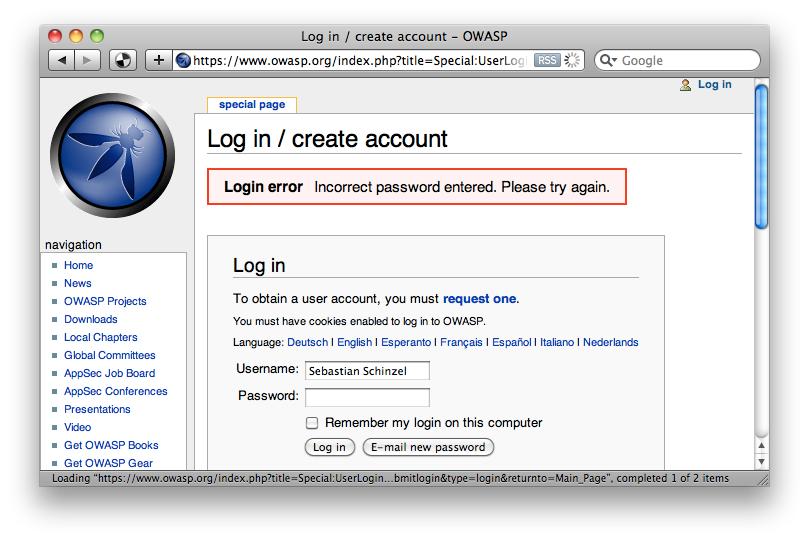 Log in / create account – OWASP
https://www.owasp.org/index.php?title=Special:UserLogi
RSS
Google
Log in
special page
Log in / create account
Login error Incorrect password entered. Please try again.
navigation
Home
News
OWASP Projects
Downloads
Local Chapters
Global Committees
AppSec Job Board
AppSec Conferences
Presentations
Video
Get OWASP Books
Get OWASP Gear
Log in
To obtain a user account, you must request one.
You must have cookies enabled to log in to OWASP.
Language: Deutsch | English | Esperanto | Français | Español | Italiano | Nederlands
Username: Sebastian Schinzel
Password:
Remember my login on this computer
Log in E-mail new password
Loading "https://www.owasp.org/index.php?title=Special:UserLogin...bmitlogin&type=login&returnto=Main_Page", completed 1 of 2 items